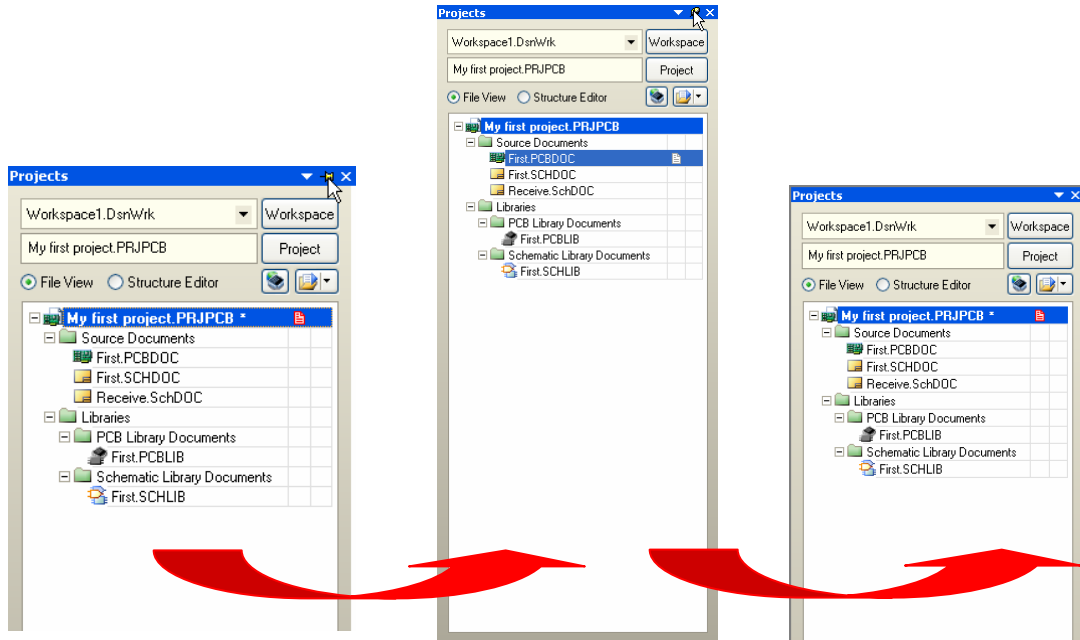 Projects
Workspace1.DsnWrk Workspace
My first project.PRJPCB Project
File View Structure Editor
My first project.PRJPCB *
Source Documents
First.PCBDOC
First.SCHDOC
Receive.SchDOC
Libraries
PCB Library Documents
First.PCBLIB
Schematic Library Documents
First.SCHLIB
Projects
Workspace1.DsnWrk Workspace
My first project.PRJPCB Project
File View Structure Editor
My first project.PRJPCB
Source Documents
First.PCBDOC
First.SCHDOC
Receive.SchDOC
Libraries
PCB Library Documents
First.PCBLIB
Schematic Library Documents
First.SCHLIB
Projects
Workspace1.DsnWrk Workspace
My first project.PRJPCB Project
File View Structure Editor
My first project.PRJPCB *
Source Documents
First.PCBDOC
First.SCHDOC
Receive.SchDOC
Libraries
PCB Library Documents
First.PCBLIB
Schematic Library Documents
First.SCHLIB